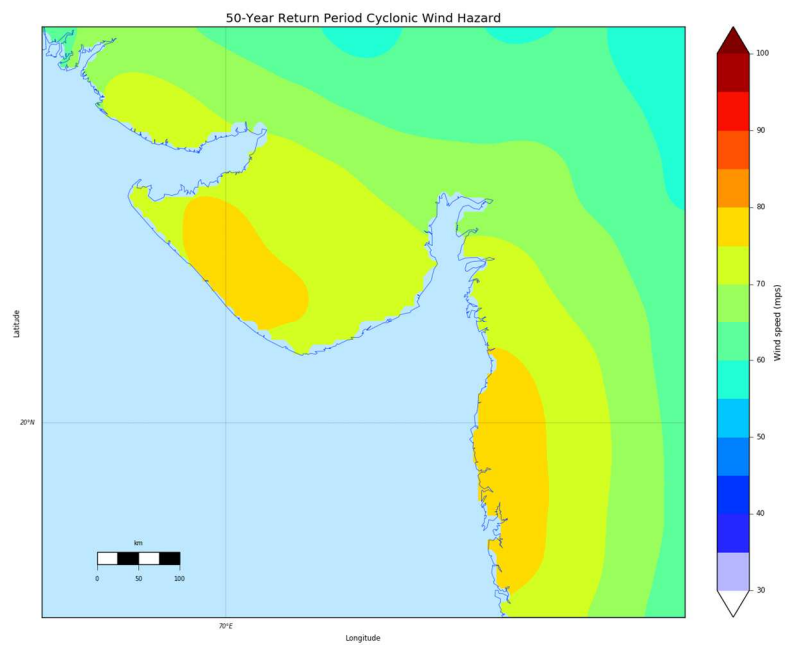 50-Year Return Period Cyclonic Wind Hazard
100
90
80
70
60
50
40
30
Wind speed (mps)
Latitude
20°N
km
0 50 100
70°E
Longitude